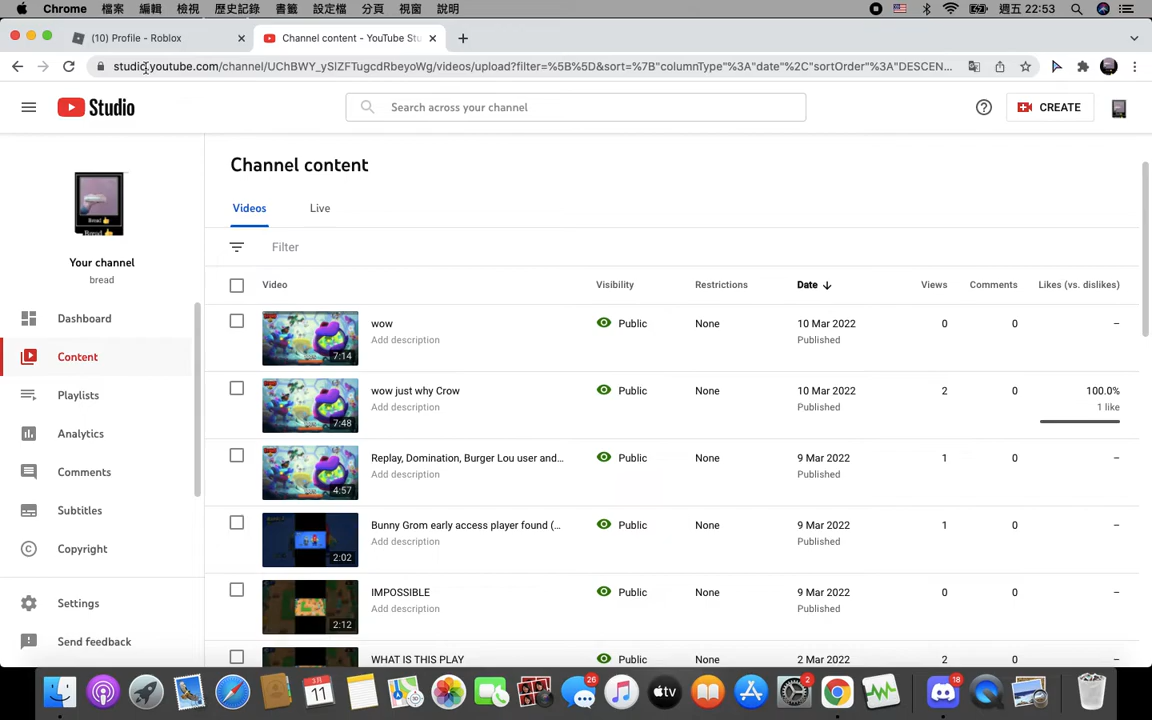 Chrome 檔案 編輯 檢視 歷史記錄 書籤 設定檔 分頁 視窗 說明 週五 22:53
(10) Profile - Roblox
Channel content - YouTube Stu
studio.youtube.com/channel/UChBWY_ySlZFTugcdRbeyoWg/videos/upload?filter=%5B%5D&sort=%7B"columnType"%3A"date"%2C"sortOrder"%3A"DESCEN...
Studio
Search across your channel
CREATE
Bread
Your channel
bread
Dashboard
Content
Playlists
Analytics
Comments
Subtitles
Copyright
Settings
Send feedback
Channel content
Videos Live
Filter
Video Visibility Restrictions Date Views Comments Likes (vs. dislikes)
7:14
wow Public None 10 Mar 2022 0 0 –
Add description Published
7:48
wow just why Crow Public None 10 Mar 2022 2 0 100.0%
Add description Published 1 like
4:57
Replay, Domination, Burger Lou user and... Public None 9 Mar 2022 1 0 –
Add description Published
2:02
Bunny Grom early access player found (... Public None 9 Mar 2022 1 0 –
Add description Published
2:12
IMPOSSIBLE Public None 9 Mar 2022 0 0 –
Add description Published
WHAT IS THIS PLAY Public None 2 Mar 2022 2 0 –
3月
11
26
tv
2
18